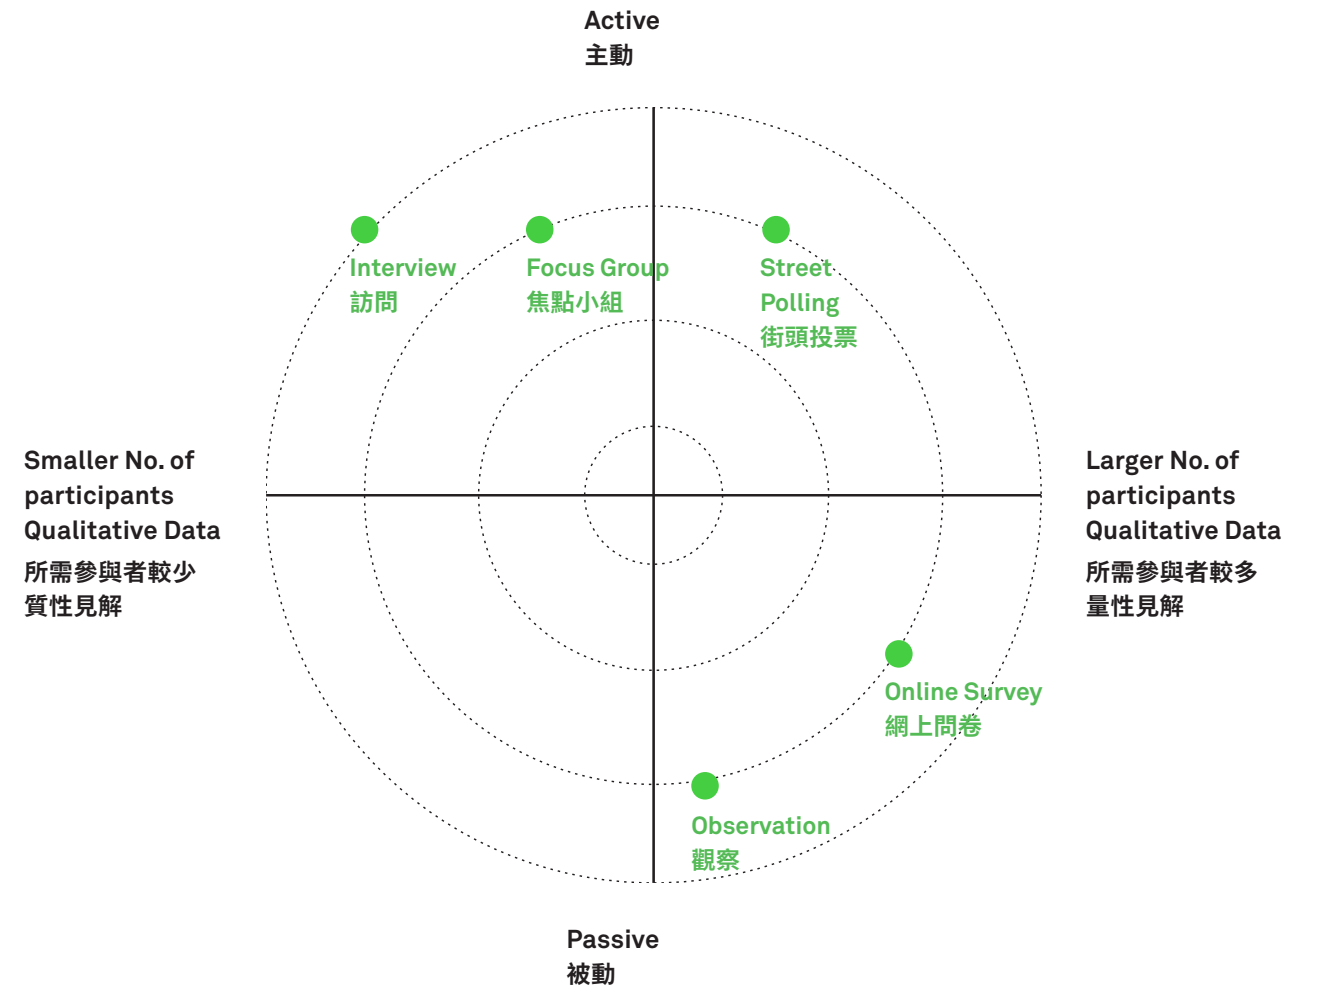 Active
主動
Interview
訪問
Focus Group
焦點小組
Street
Polling
街頭投票
Smaller No. of
participants
Qualitative Data
所需參與者較少
質性見解
Larger No. of
participants
Qualitative Data
所需參與者較多
量性見解
Online Survey
網上問卷
Observation
觀察
Passive
被動